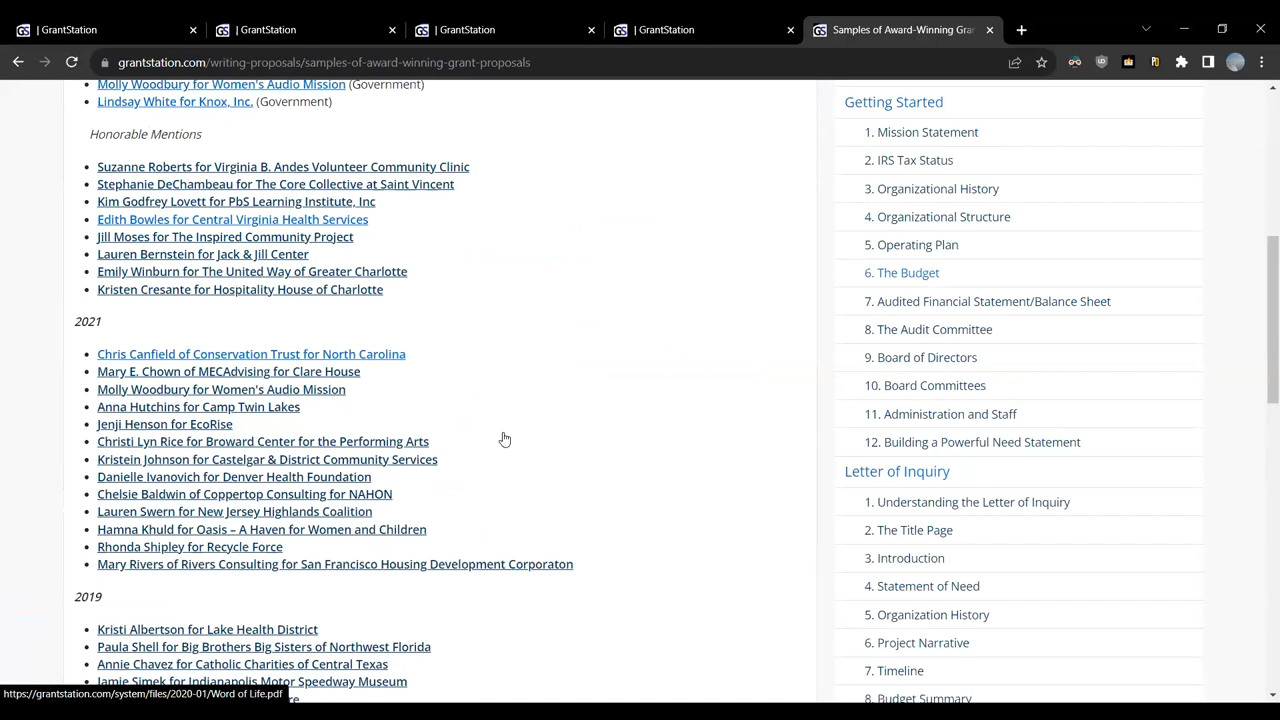 | GrantStation
| GrantStation
| GrantStation
| GrantStation
Samples of Award-Winning Gra
grantstation.com/writing-proposals/samples-of-award-winning-grant-proposals
Molly Woodbury for Women's Audio Mission (Government)
Lindsay White for Knox, Inc. (Government)
Honorable Mentions
Suzanne Roberts for Virginia B. Andes Volunteer Community Clinic
Stephanie DeChambeau for The Core Collective at Saint Vincent
Kim Godfrey Lovett for PbS Learning Institute, Inc
Edith Bowles for Central Virginia Health Services
Jill Moses for The Inspired Community Project
Lauren Bernstein for Jack & Jill Center
Emily Winburn for The United Way of Greater Charlotte
Kristen Cresante for Hospitality House of Charlotte
2021
Chris Canfield of Conservation Trust for North Carolina
Mary E. Chown of MECAdvising for Clare House
Molly Woodbury for Women's Audio Mission
Anna Hutchins for Camp Twin Lakes
Jenji Henson for EcoRise
Christi Lyn Rice for Broward Center for the Performing Arts
Kristein Johnson for Castelgar & District Community Services
Danielle Ivanovich for Denver Health Foundation
Chelsie Baldwin of Coppertop Consulting for NAHON
Lauren Swern for New Jersey Highlands Coalition
Hamna Khuld for Oasis – A Haven for Women and Children
Rhonda Shipley for Recycle Force
Mary Rivers of Rivers Consulting for San Francisco Housing Development Corporaton
2019
Kristi Albertson for Lake Health District
Paula Shell for Big Brothers Big Sisters of Northwest Florida
Annie Chavez for Catholic Charities of Central Texas
Jamie Simek for Indianapolis Motor Speedway Museum
https://grantstation.com/system/files/2020-01/Word of Life.pdf
Getting Started
1. Mission Statement
2. IRS Tax Status
3. Organizational History
4. Organizational Structure
5. Operating Plan
6. The Budget
7. Audited Financial Statement/Balance Sheet
8. The Audit Committee
9. Board of Directors
10. Board Committees
11. Administration and Staff
12. Building a Powerful Need Statement
Letter of Inquiry
1. Understanding the Letter of Inquiry
2. The Title Page
3. Introduction
4. Statement of Need
5. Organization History
6. Project Narrative
7. Timeline
8. Budget Summary